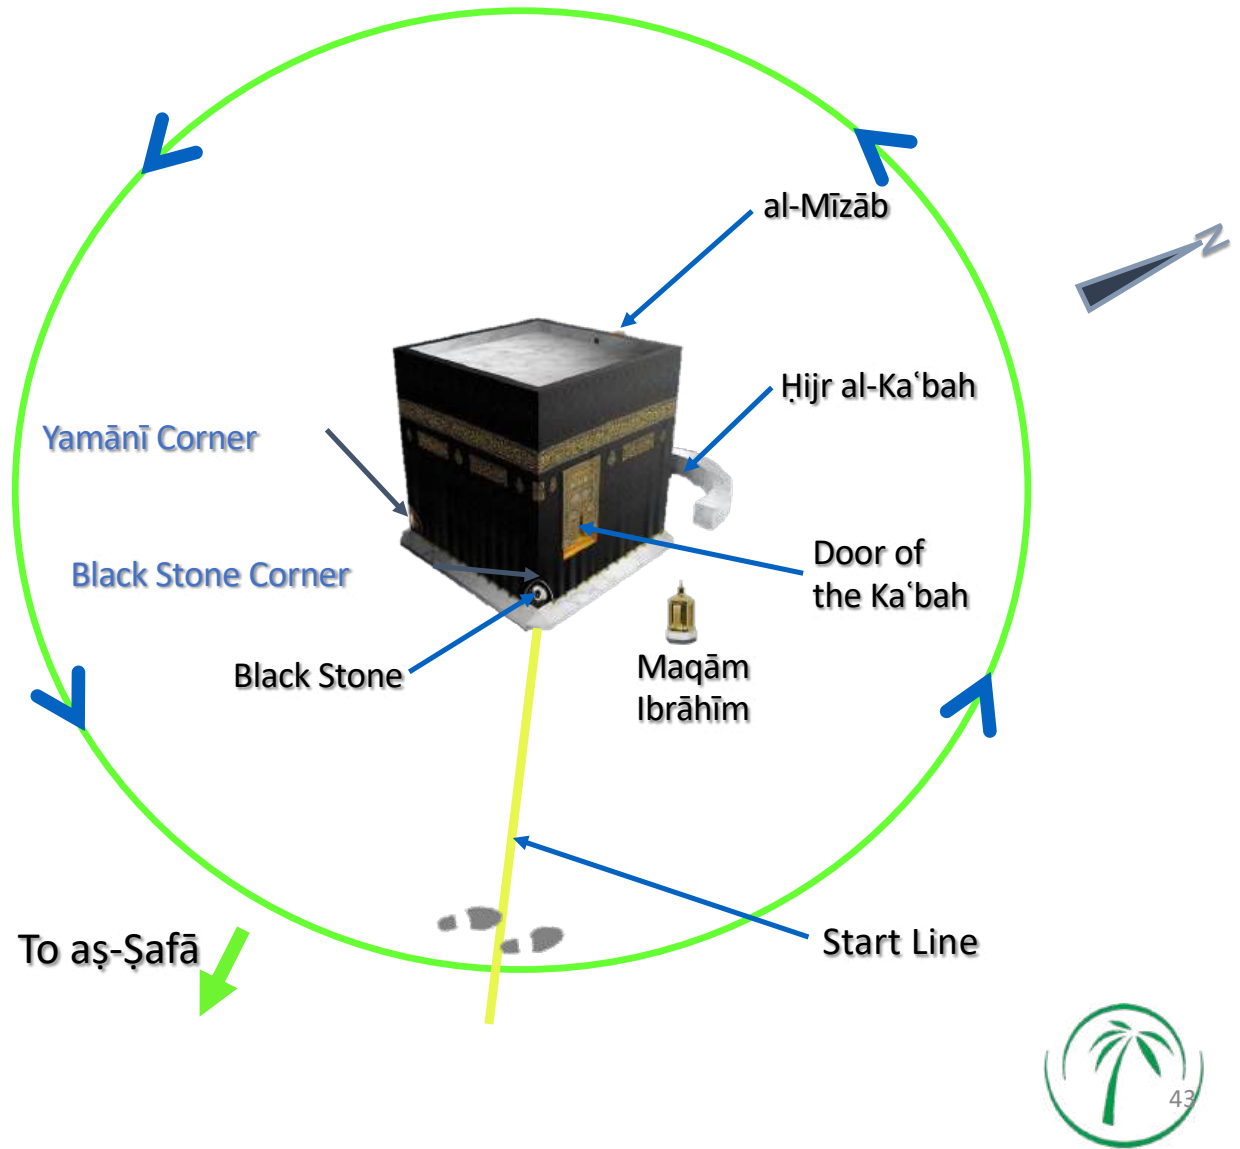 al-Mīzāb
N
Ḥijr al-Kaʿbah
Yamānī Corner
Door of
the Kaʿbah
Black Stone Corner
Black Stone
Maqām
Ibrāhīm
To aṣ-Ṣafā
Start Line
43